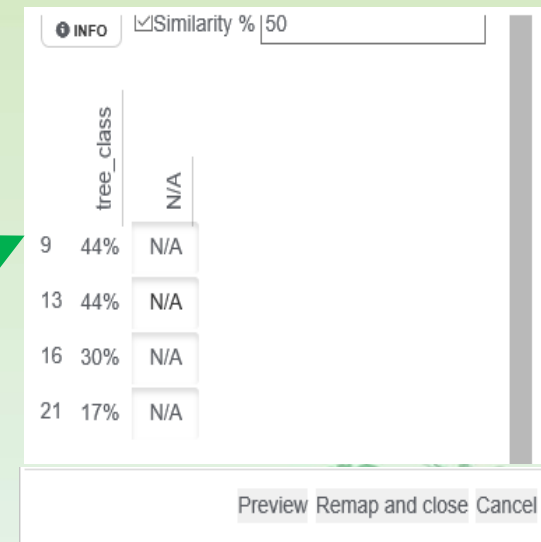 INFO Similarity % 50
tree_class N/A
9 44% N/A
13 44% N/A
16 30% N/A
21 17% N/A
Preview Remap and close Cancel